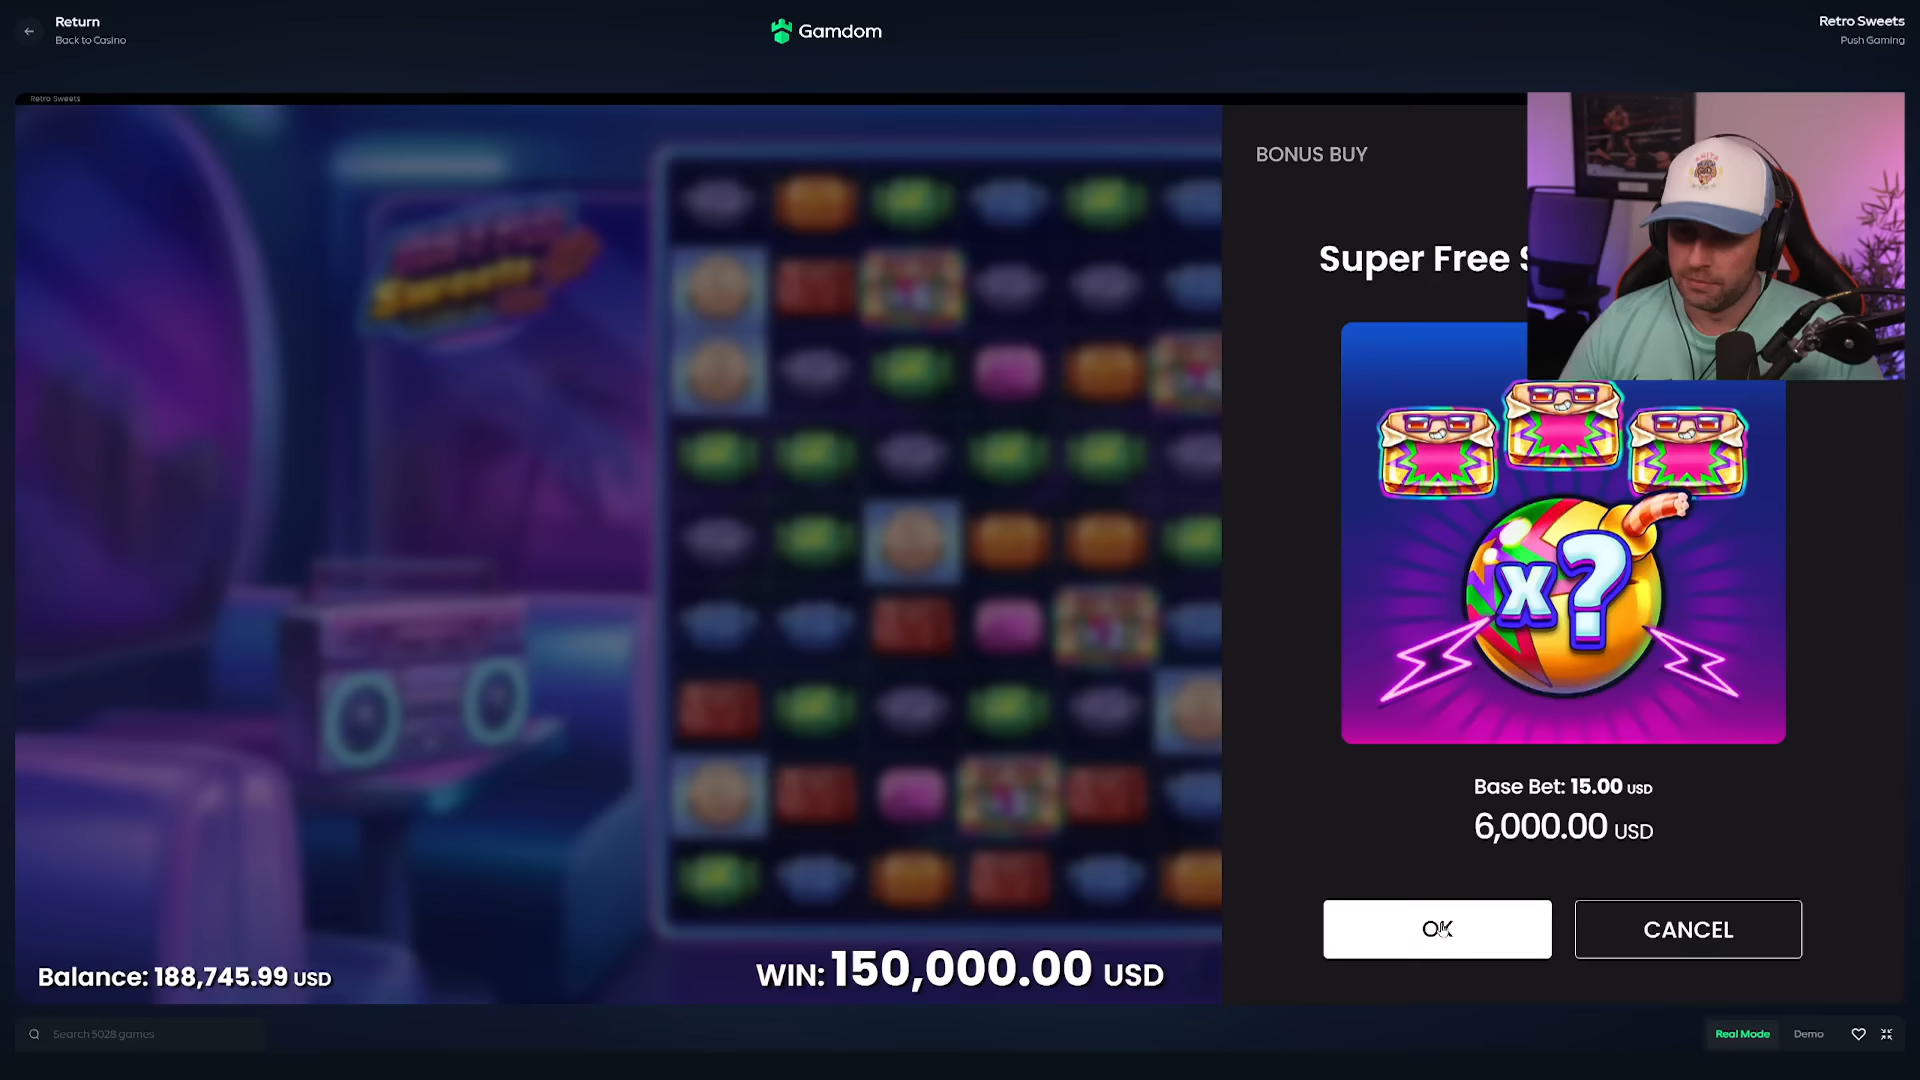 Return
Back to Casino
Gamdom
Retro Sweets
Push Gaming
Retro Sweets
BONUS BUY
Super Free
x?
Base Bet: 15.00 USD
6,000.00 USD
OK
CANCEL
Balance: 188,745.99 USD
WIN: 150,000.00 USD
Search 5028 games
Real Mode
Demo